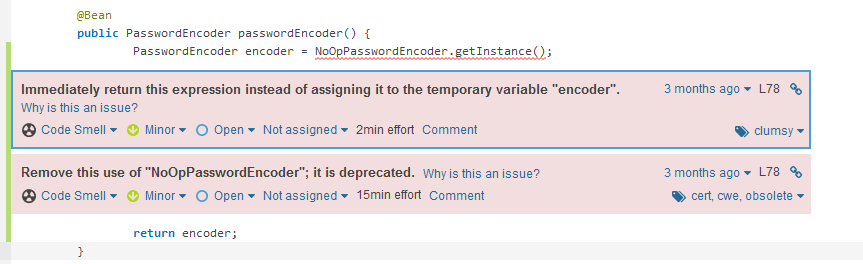 @Bean
public PasswordEncoder passwordEncoder() {
PasswordEncoder encoder = NoOpPasswordEncoder.getInstance();
Immediately return this expression instead of assigning it to the temporary variable "encoder". 3 months ago L78
Why is this an issue?
Code Smell Minor Open Not assigned 2min effort Comment clumsy
Remove this use of "NoOpPasswordEncoder"; it is deprecated. Why is this an issue? 3 months ago L78
Code Smell Minor Open Not assigned 15min effort Comment cert, cwe, obsolete
return encoder;
}